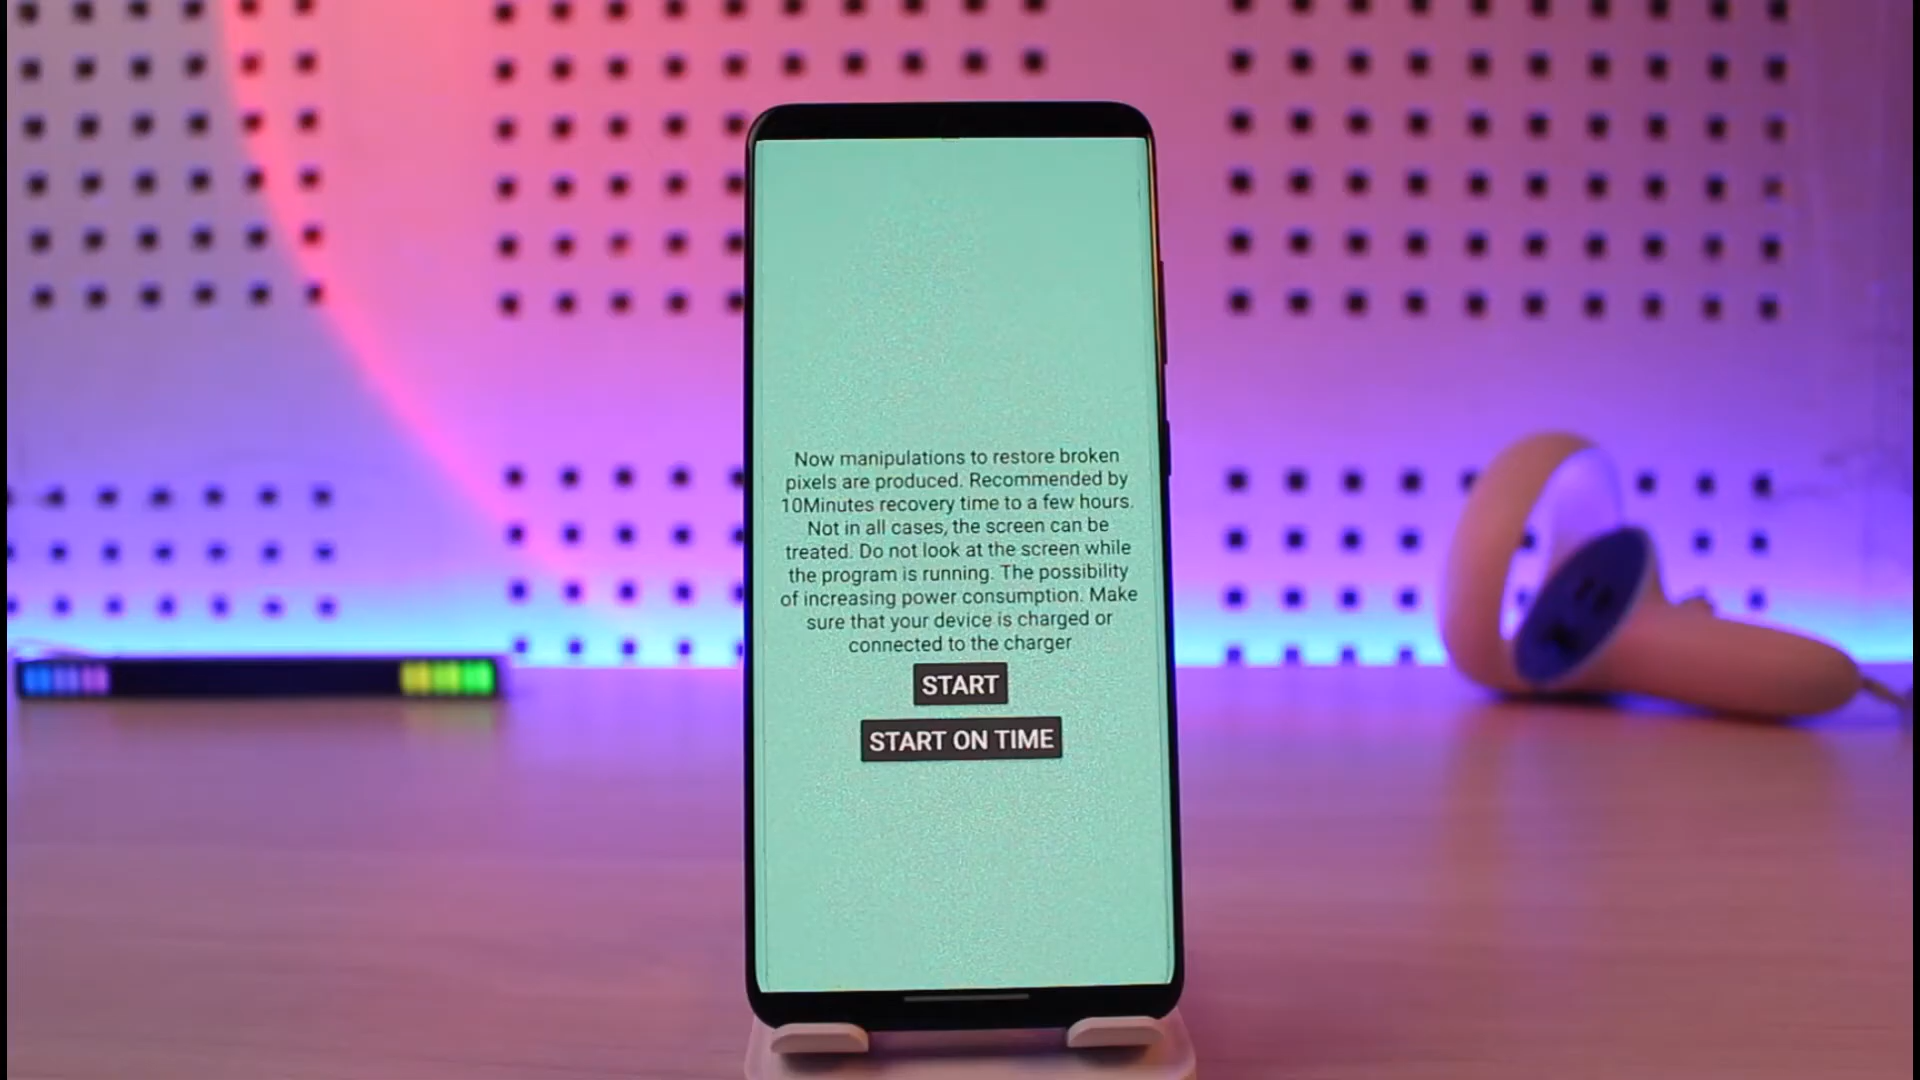 Now manipulations to restore broken
pixels are produced. Recommended by
10Minutes recovery time to a few hours.
Not in all cases, the screen can be
treated. Do not look at the screen while
the program is running. The possibility
of increasing power consumption. Make
sure that your device is charged or
connected to the charger
START
START ON TIME